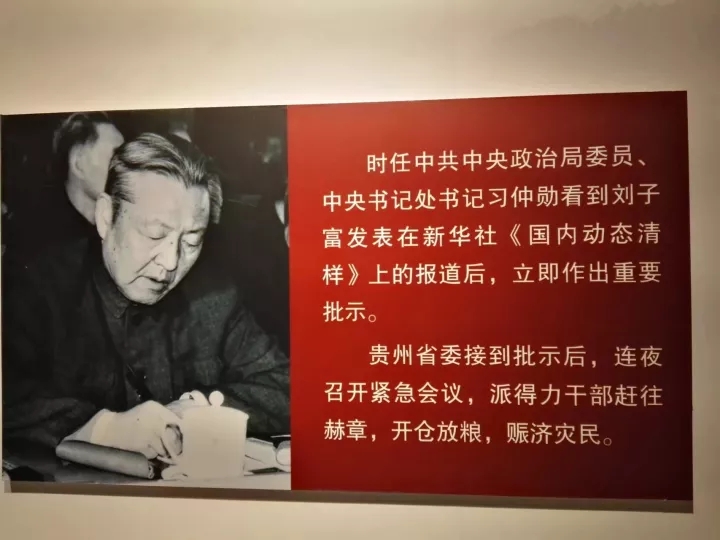 时任中共中央政治局委员、
中央书记处书记习仲勋看到刘子
富发表在新华社《国内动态清
样》上的报道后，立即作出重要
批示。
贵州省委接到批示后，连夜
召开紧急会议，派得力干部赶往
赫章，开仓放粮，赈济灾民。